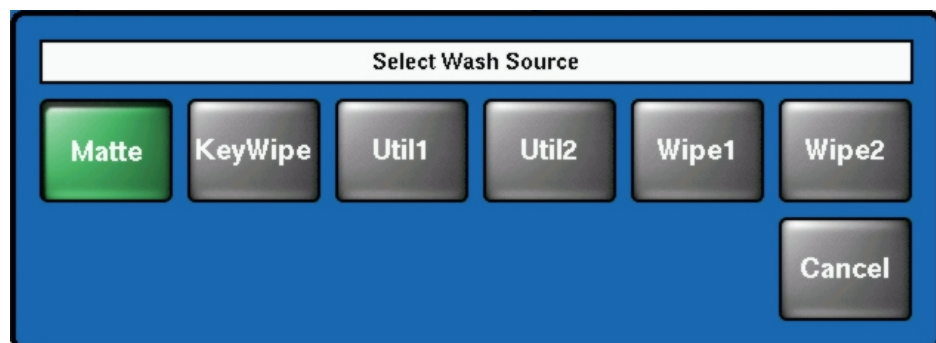 Select Wash Source
Matte KeyWipe Util1 Util2 Wipe1 Wipe2
Cancel